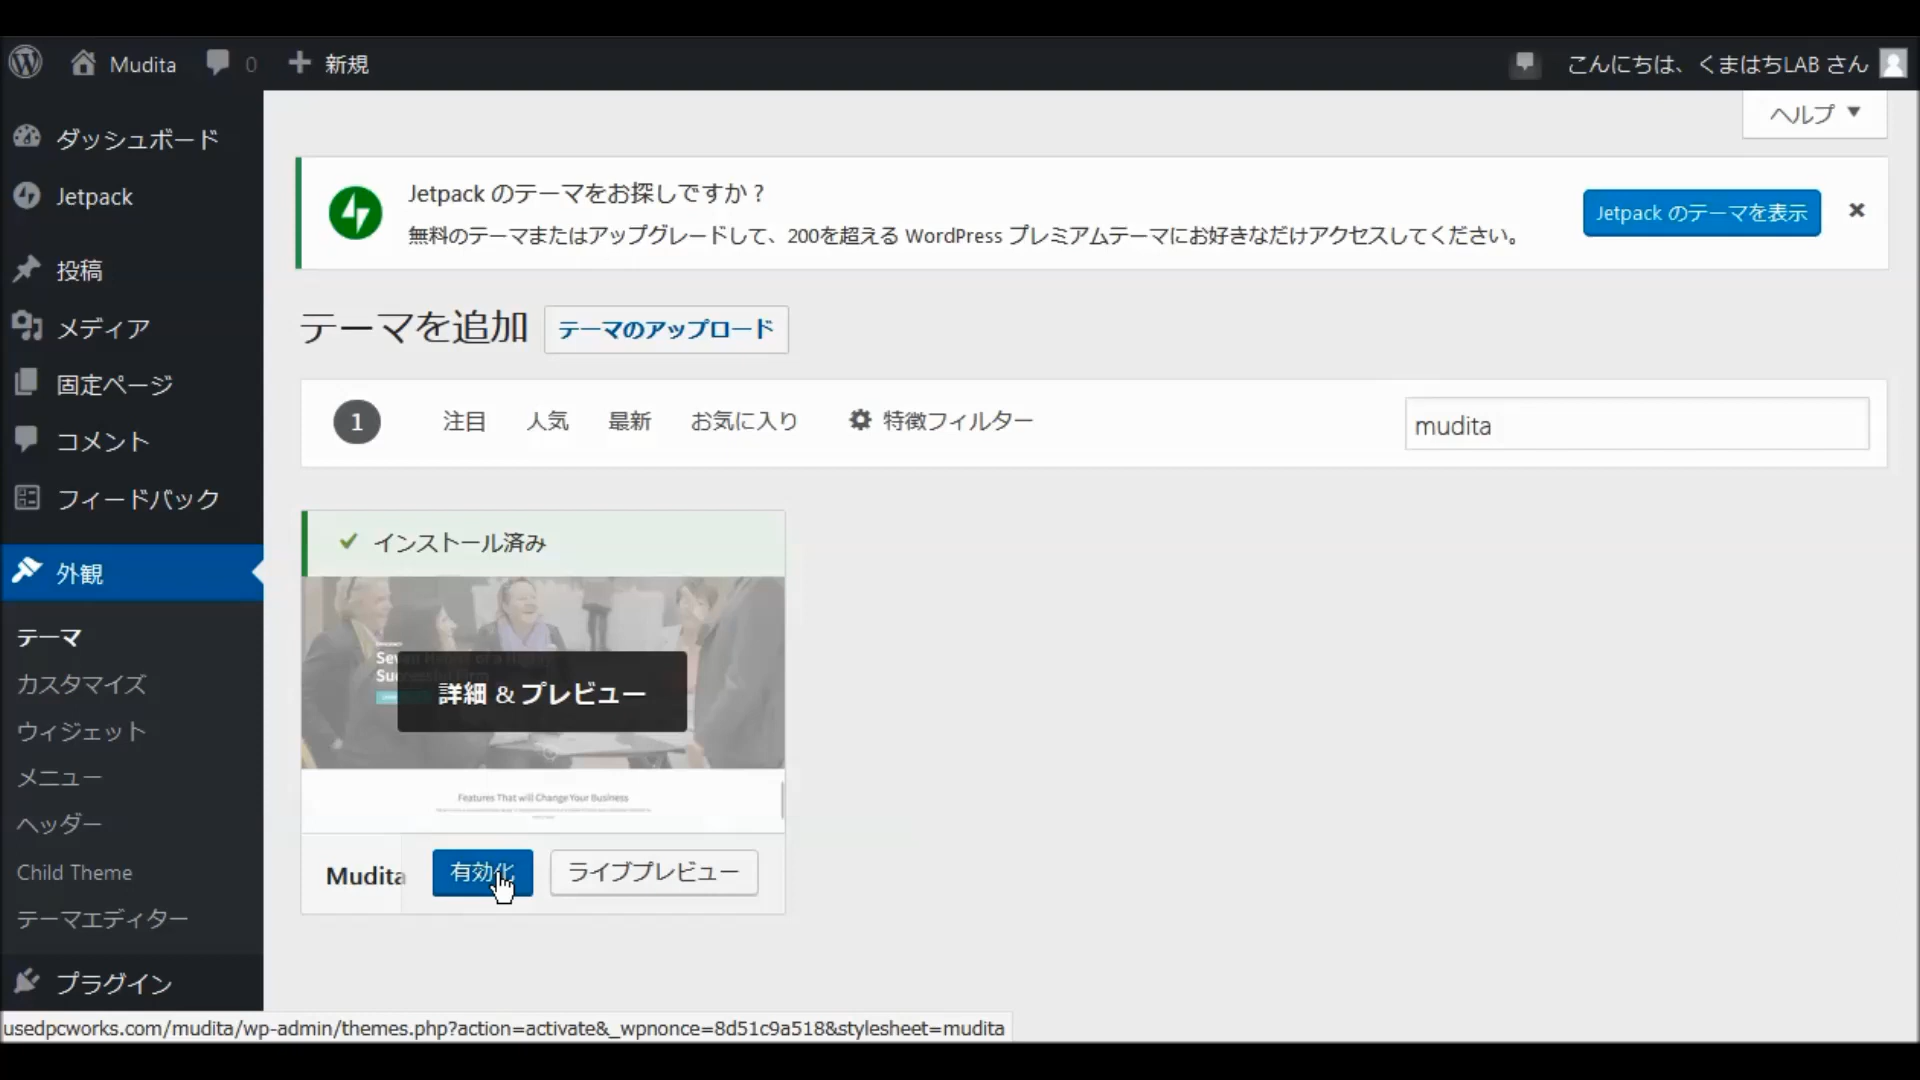 Mudita
0
新規
こんにちは、くまはちLAB さん
ヘルプ ▼
ダッシュボード
Jetpack
投稿
メディア
固定ページ
コメント
フィードバック
外観
テーマ
カスタマイズ
ウィジェット
メニュー
ヘッダー
Child Theme
テーマエディター
プラグイン
Jetpack のテーマをお探しですか ?
無料のテーマまたはアップグレードして、200を超える WordPress プレミアムテーマにお好きなだけアクセスしてください。
Jetpack のテーマを表示
テーマを追加
テーマのアップロード
1
注目
人気
最新
お気に入り
特徴フィルター
mudita
インストール済み
詳細 & プレビュー
Features That will Change Your Business
Mudita
有効化
ライブプレビュー
usedpcworks.com/mudita/wp-admin/themes.php?action=activate&_wpnonce=8d51c9a518&stylesheet=mudita